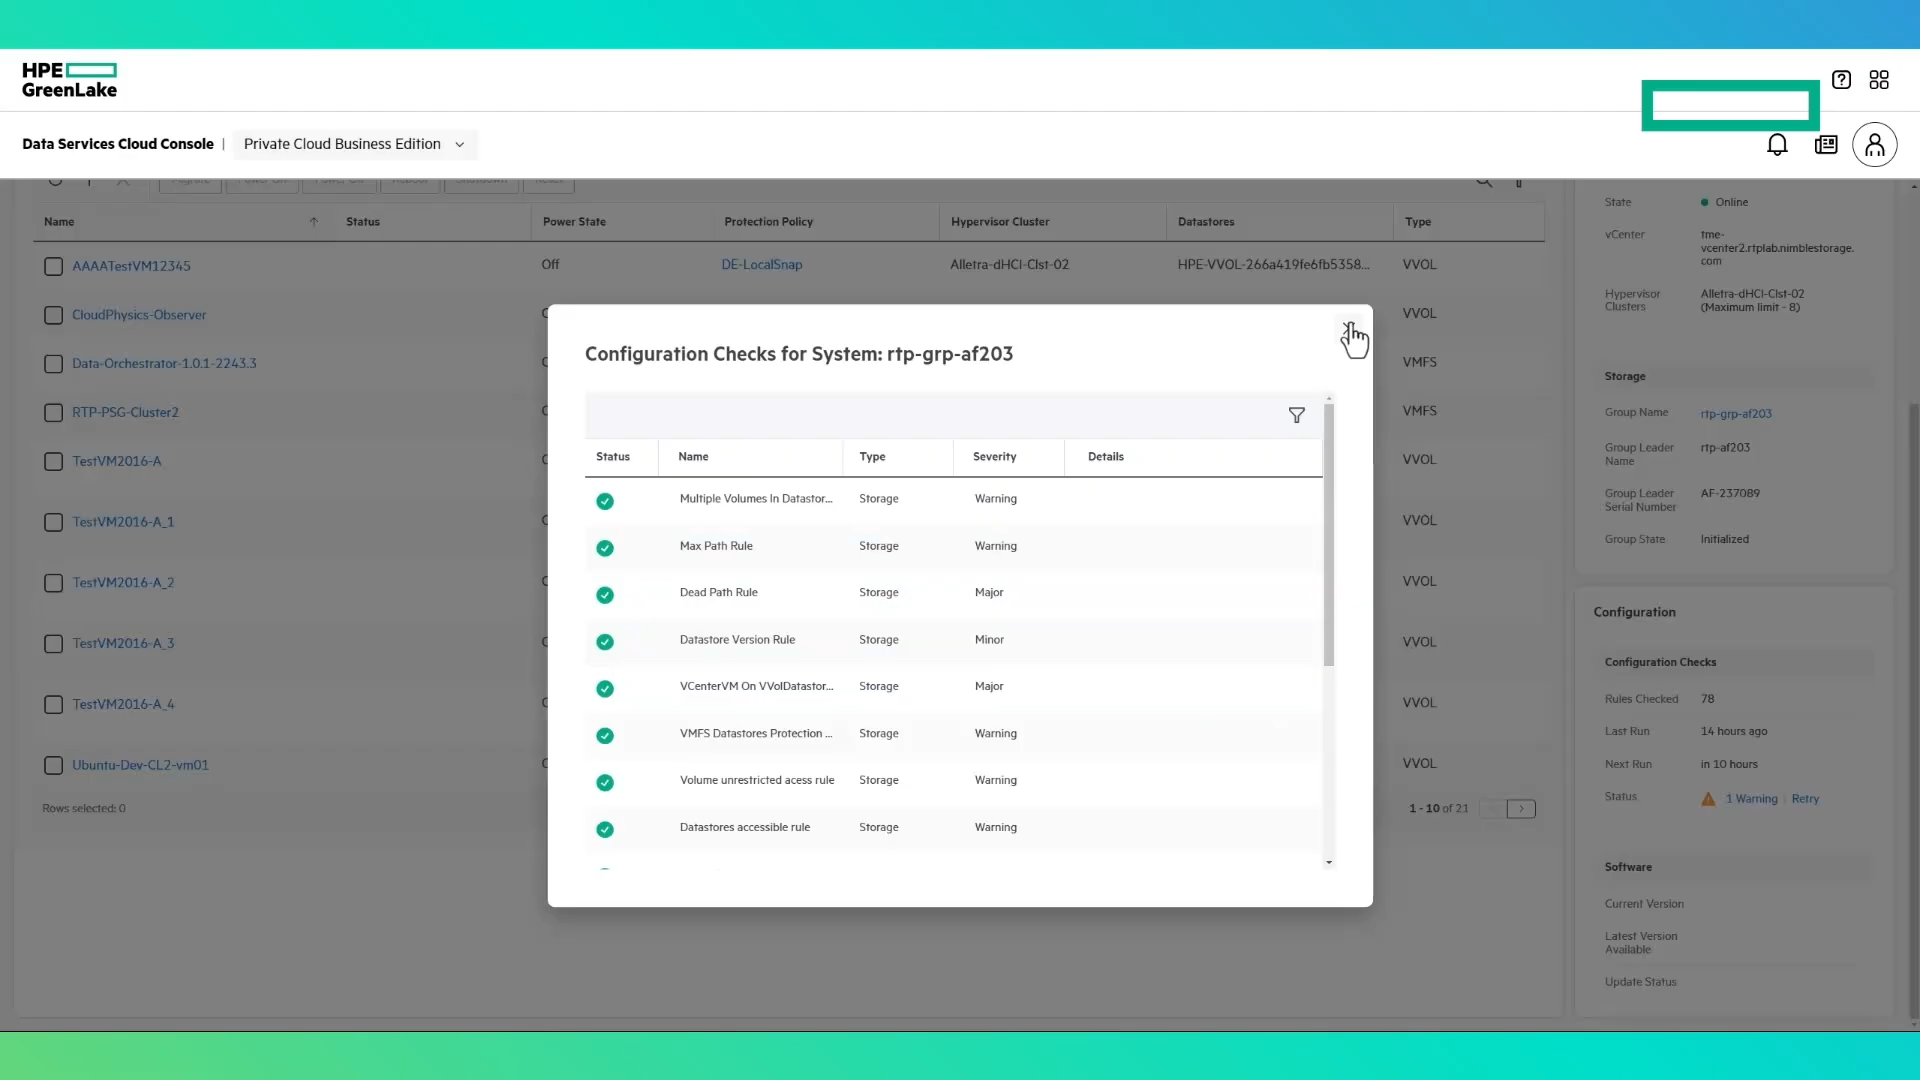 HPE
GreenLake
Data Services Cloud Console | Private Cloud Business Edition
Name Status Power State Protection Policy Hypervisor Cluster Datastores Type
AAAATestVM12345 Off DE-LocalSnap Alletra-dHCI-Clst-02 HPE-VVOL-266a419fe6fb5358... VVOL
CloudPhysics-Observer VVOL
Data-Orchestrator-1.0.1-2243.3 VMFS
RTP-PSG-Cluster2 VMFS
TestVM2016-A VVOL
TestVM2016-A_1 VVOL
TestVM2016-A_2 VVOL
TestVM2016-A_3 VVOL
TestVM2016-A_4 VVOL
Ubuntu-Dev-CL2-vm01 VVOL
Rows selected: 0
1 - 10 of 21
Configuration Checks for System: rtp-grp-af203
Status Name Type Severity Details
Multiple Volumes In Datastor... Storage Warning
Max Path Rule Storage Warning
Dead Path Rule Storage Major
Datastore Version Rule Storage Minor
VCenterVM On VVolDatastor... Storage Major
VMFS Datastores Protection ... Storage Warning
Volume unrestricted acess rule Storage Warning
Datastores accessible rule Storage Warning
State Online
vCenter tme-
vcenter2.rtplab.nimblestorage.
com
Hypervisor Alletra-dHCI-Clst-02
Clusters (Maximum limit - 8)
Storage
Group Name rtp-grp-af203
Group Leader rtp-af203
Name
Group Leader AF-237089
Serial Number
Group State Initialized
Configuration
Configuration Checks
Rules Checked 78
Last Run 14 hours ago
Next Run in 10 hours
Status 1 Warning | Retry
Software
Current Version
Latest Version
Available
Update Status